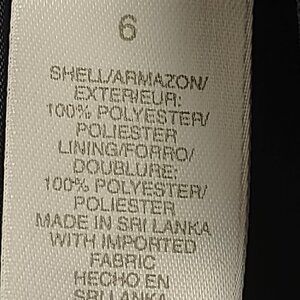 6
SHELL/ARMAZON/
EXTERIEUR:
100% POLYESTER/
POLIESTER
LINING/FORRO/
DOUBLURE:
100% POLYESTER/
POLIESTER
MADE IN SRI LANKA
WITH IMPORTED
FABRIC
HECHO EN
SRI LANKA